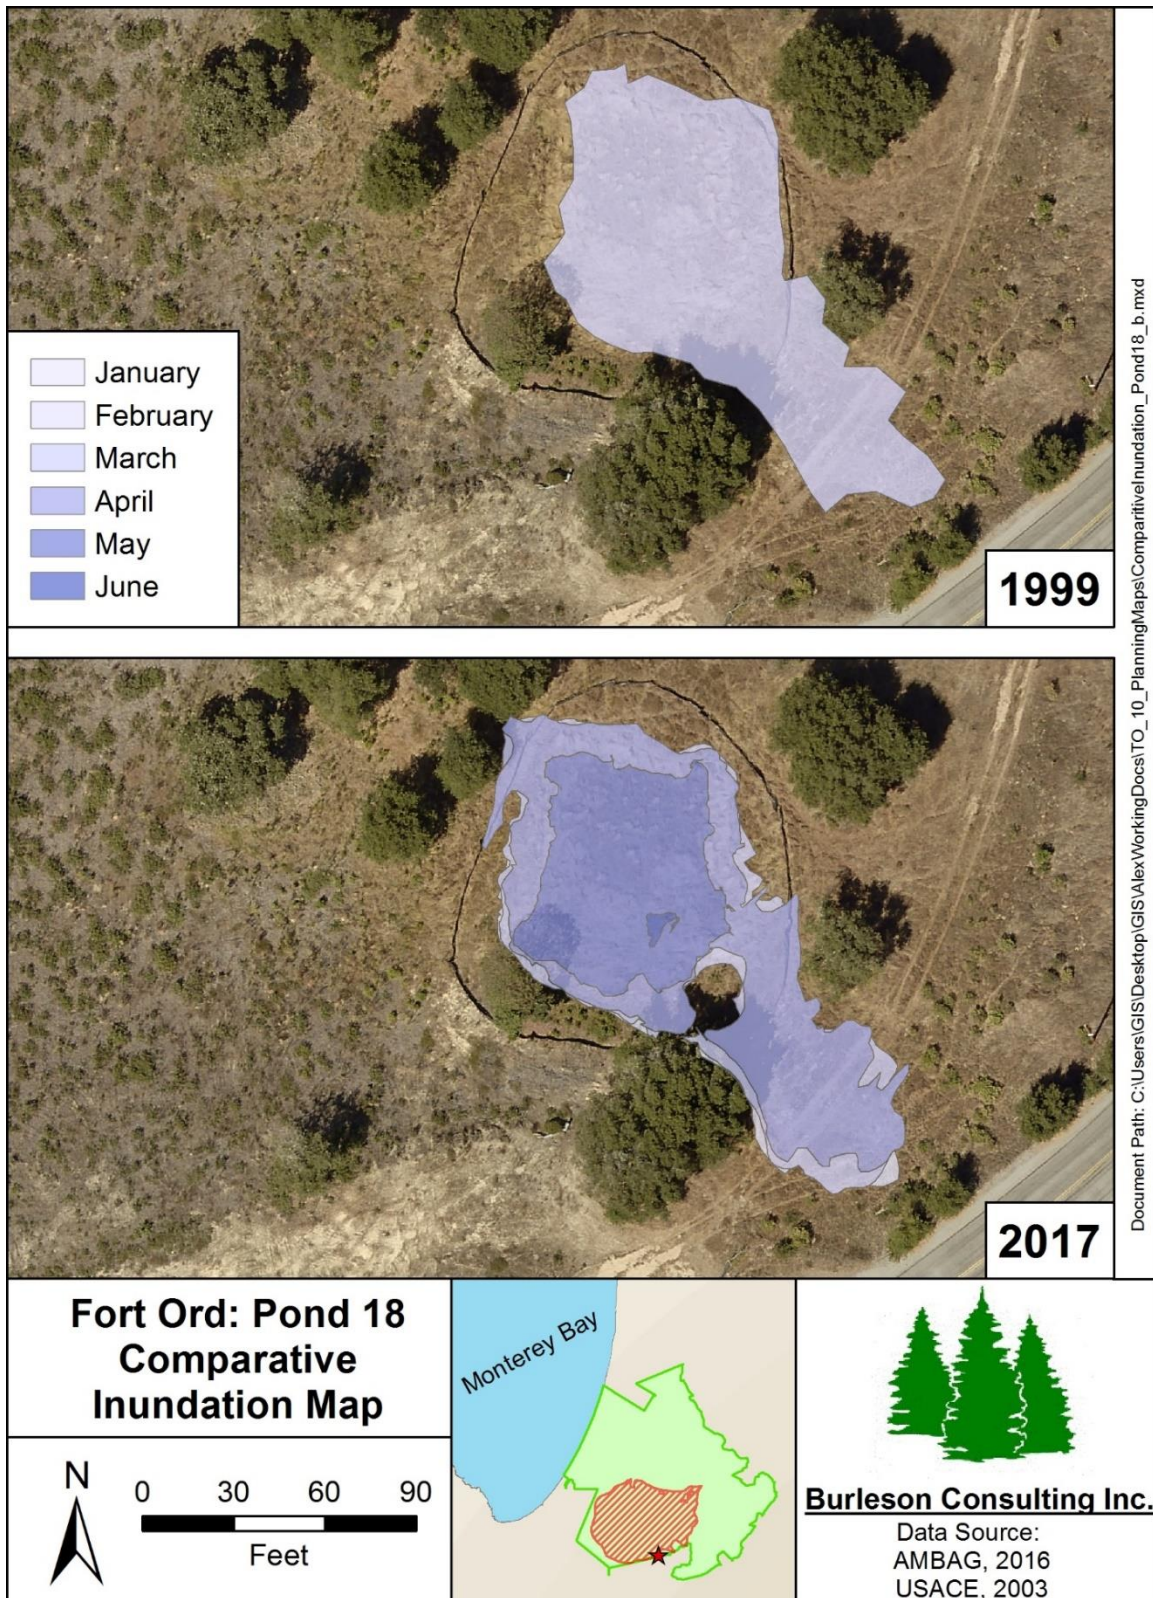 January
February
March
April
May
June
1999
2017
Document Path: C:\Users\GIS\Desktop\GIS\AlexWorkingDocs\TO_10_PlanningMaps\ComparitiveInundation_Pond18_b.mxd
Fort Ord: Pond 18
Comparative
Inundation Map
N
0 30 60 90
Feet
Monterey Bay
Burleson Consulting Inc.
Data Source:
AMBAG, 2016
USACE, 2003